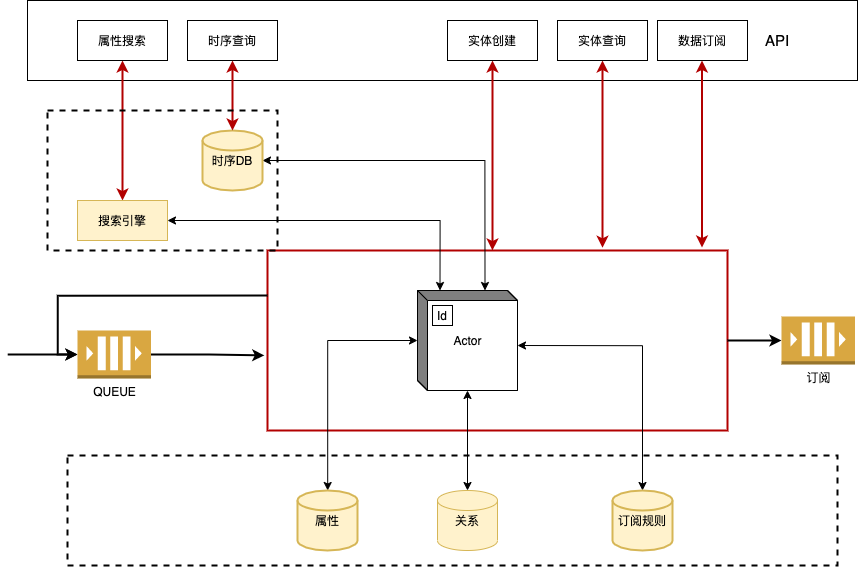 属性搜索
时序查询
实体创建
实体查询
数据订阅
API
时序DB
搜索引擎
Id
Actor
QUEUE
订阅
属性
关系
订阅规则